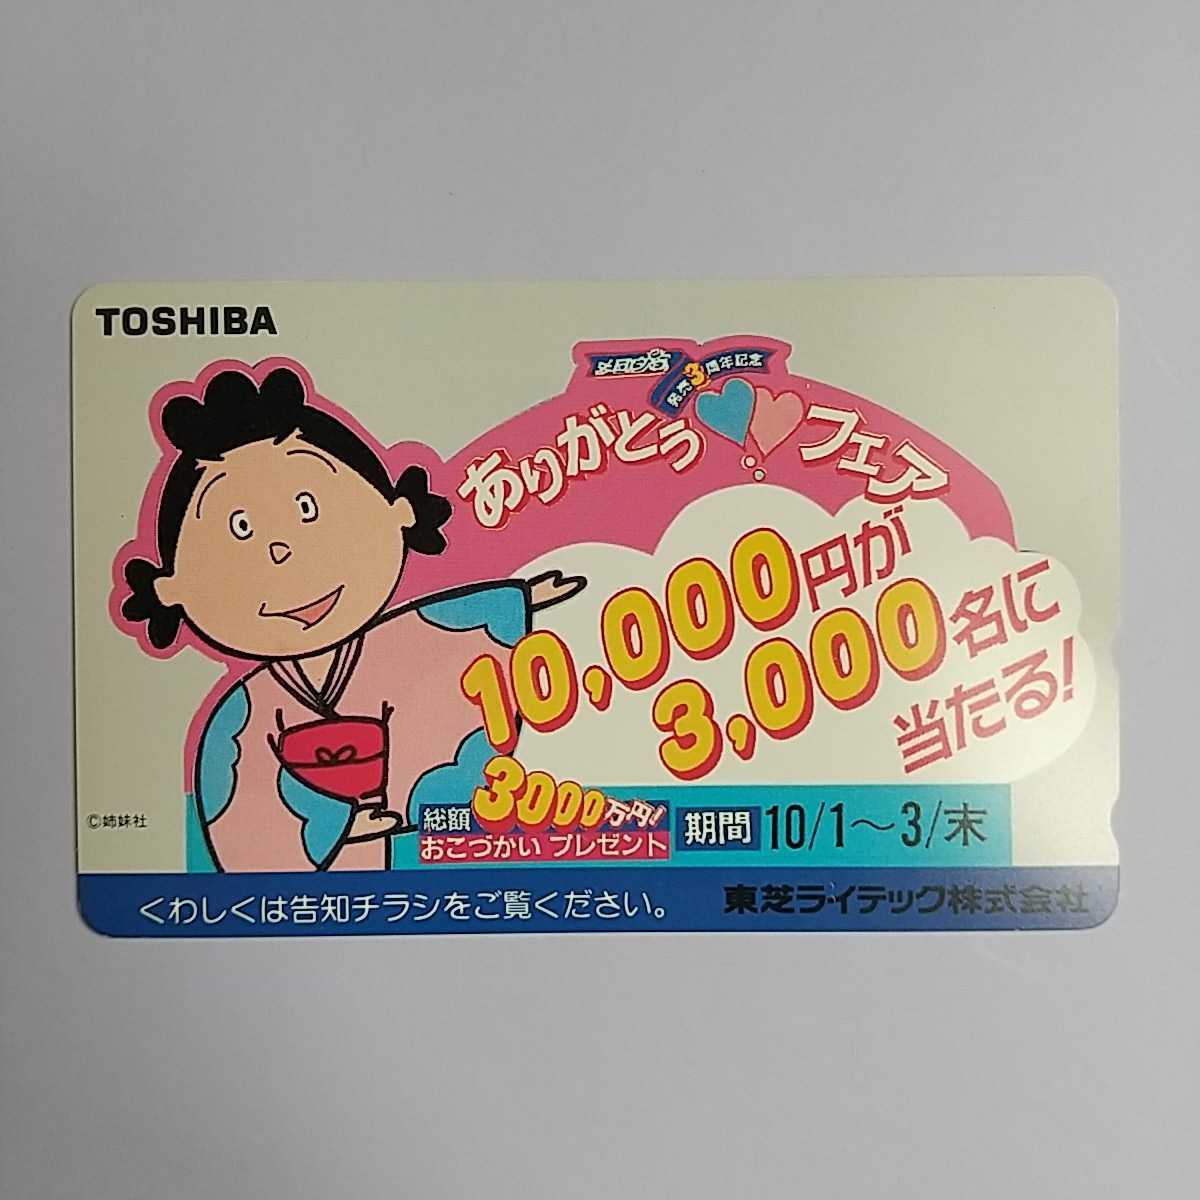 TOSHIBA
発売3周年記念
ありがとう フェア
10,000円が
3,000名に
当たる!
総額3000万円!
おこづかい プレゼント
期間 10/1〜3/末
©姉妹社
くわしくは告知チラシをご覧ください。
東芝ライテック株式会社